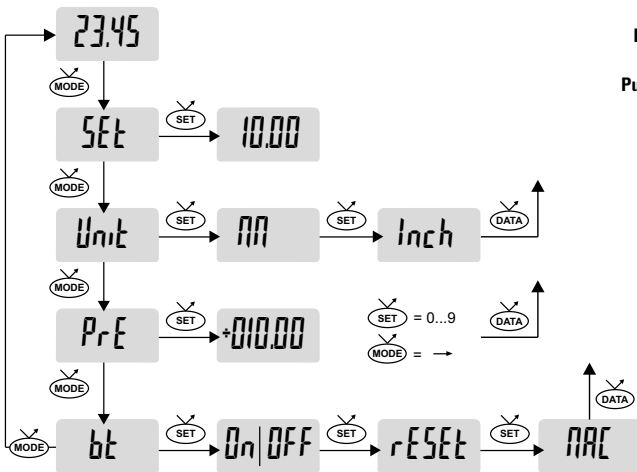 23.45
MODE
SEt SET 10.00
MODE
Unit SET MM SET Inch DATA
MODE
PrE SET +010.00 SET = 0...9 DATA
MODE = →
MODE
DATA
MODE bt SET On|OFF SET rESEt SET MAC